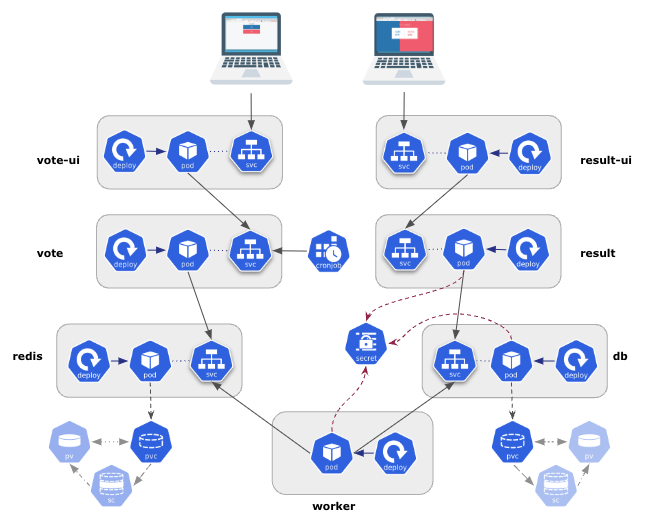 vote-ui
deploy
pod
svc
svc
pod
deploy
result-ui
vote
deploy
pod
svc
cronjob
svc
pod
deploy
result
redis
deploy
pod
svc
secret
svc
pod
deploy
db
pv
pvc
sc
pod
deploy
worker
pvc
pv
sc